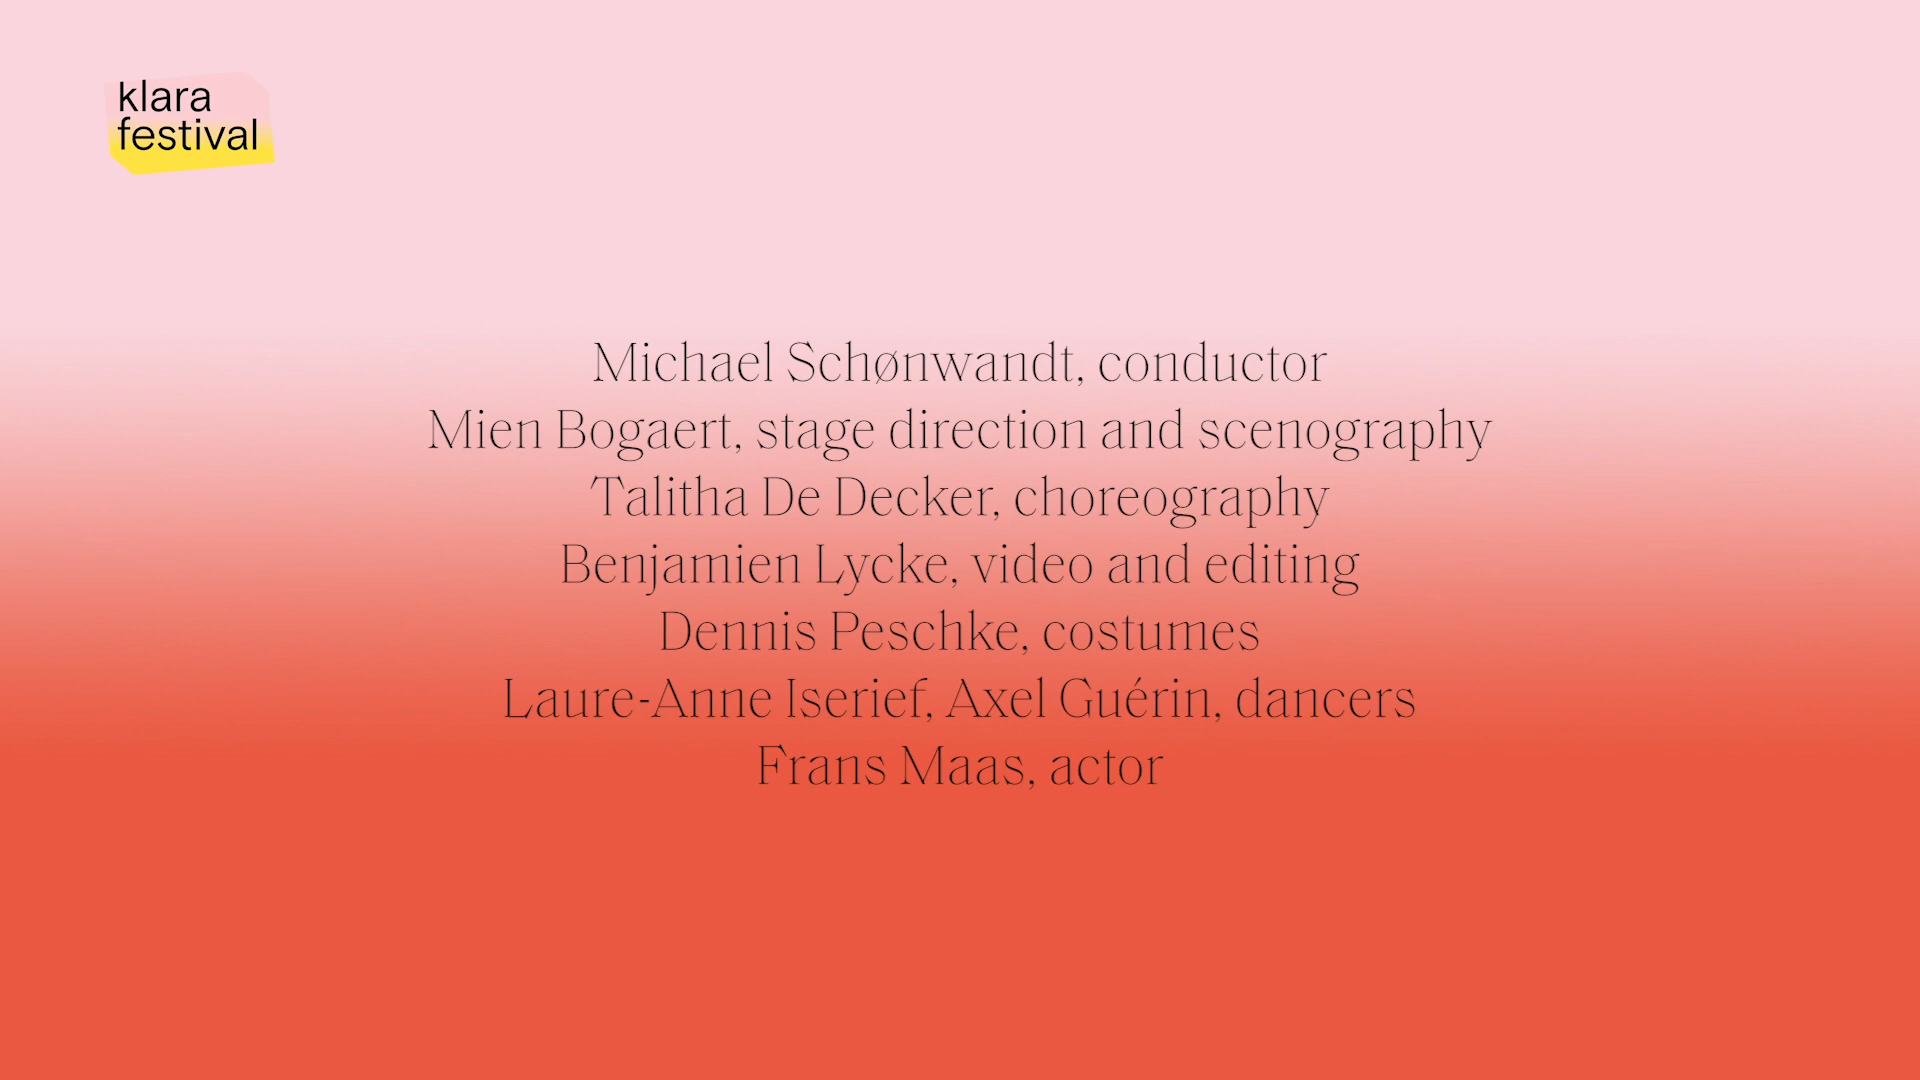 klara
festival
Michael Schønwandt, conductor
Mien Bogaert, stage direction and scenography
Talitha De Decker, choreography
Benjamien Lycke, video and editing
Dennis Peschke, costumes
Laure-Anne Iserief, Axel Guérin, dancers
Frans Maas, actor